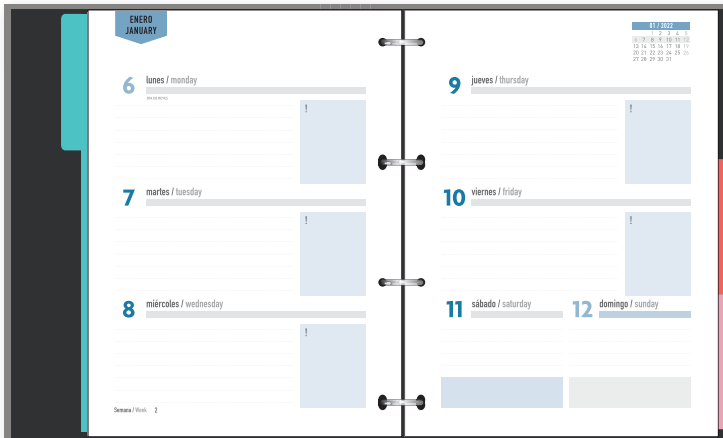 ENERO
JANUARY
6 lunes / monday
!
7 martes / tuesday
!
8 miércoles / wednesday
!
Semana / Week 2
01 / 2022
1 2 3 4 5
6 7 8 9 10 11 12
13 14 15 16 17 18 19
20 21 22 23 24 25 26
27 28 29 30 31
9 jueves / thursday
!
10 viernes / friday
!
11 sábado / saturday
12 domingo / sunday